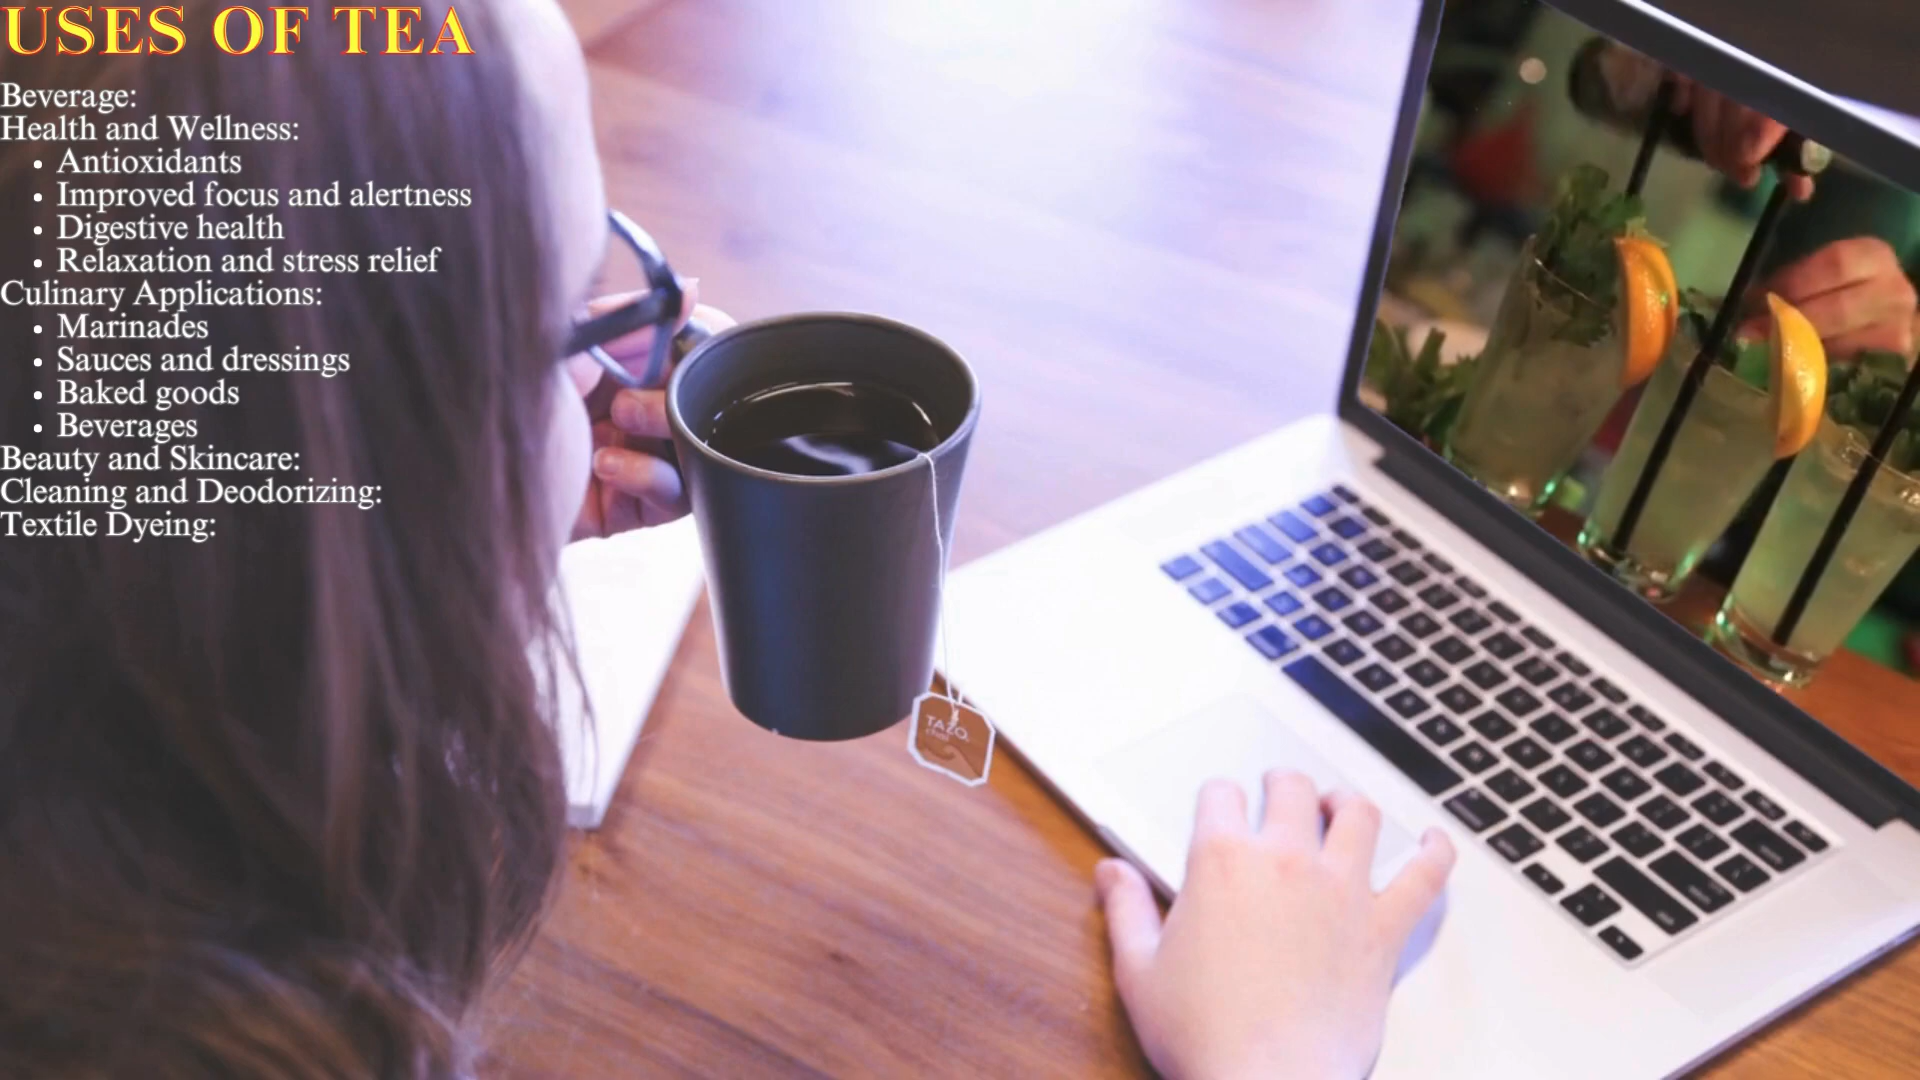 USES OF TEA
Beverage:
Health and Wellness:
• Antioxidants
• Improved focus and alertness
• Digestive health
• Relaxation and stress relief
Culinary Applications:
• Marinades
• Sauces and dressings
• Baked goods
• Beverages
Beauty and Skincare:
Cleaning and Deodorizing:
Textile Dyeing:
TAZO
chai